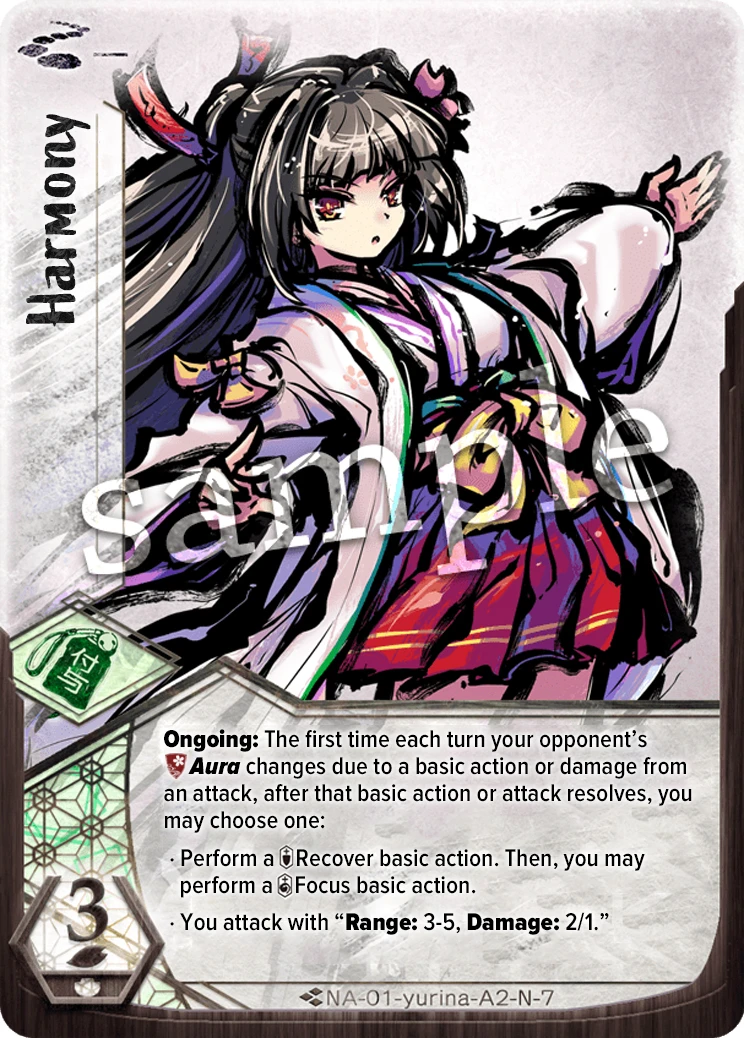 Harmony
sample
付与
Ongoing: The first time each turn your opponent's
Aura changes due to a basic action or damage from
an attack, after that basic action or attack resolves, you
may choose one:
· Perform a Recover basic action. Then, you may
perform a Focus basic action.
· You attack with “Range: 3-5, Damage: 2/1.”
3
NA-01-yurina-A2-N-7